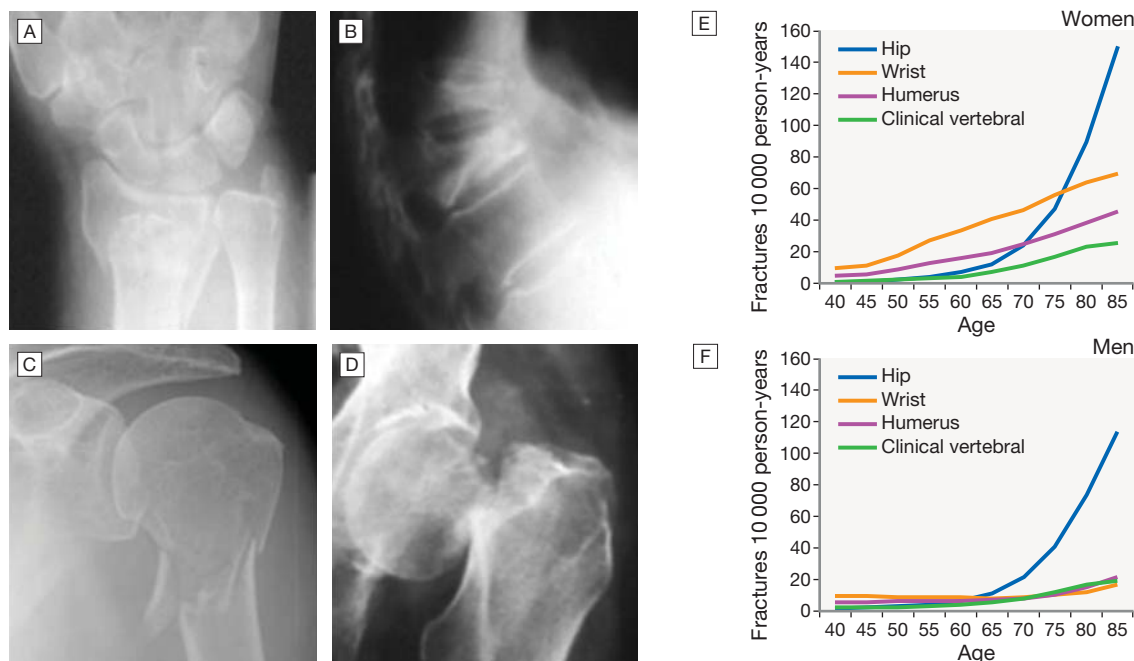 A
B
C
D
E
Women
Fractures 10 000 person-years
160
140
120
100
80
60
40
20
0
Hip
Wrist
Humerus
Clinical vertebral
40 45 50 55 60 65 70 75 80 85
Age
F
Men
Fractures 10 000 person-years
160
140
120
100
80
60
40
20
0
Hip
Wrist
Humerus
Clinical vertebral
40 45 50 55 60 65 70 75 80 85
Age